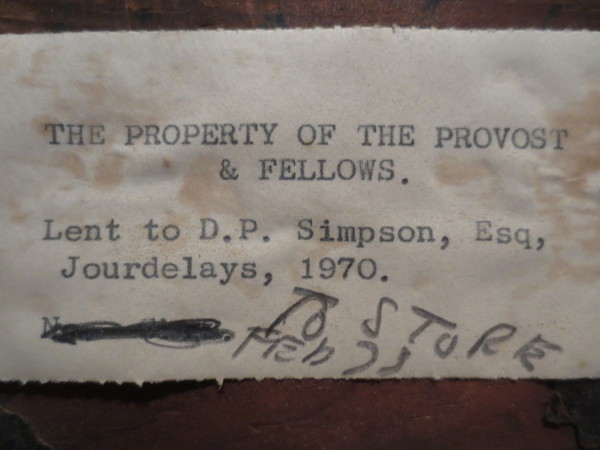 THE PROPERTY OF THE PROVOST
& FELLOWS.
Lent to D.P. Simpson, Esq,
Jourdelays, 1970.
TO STORE